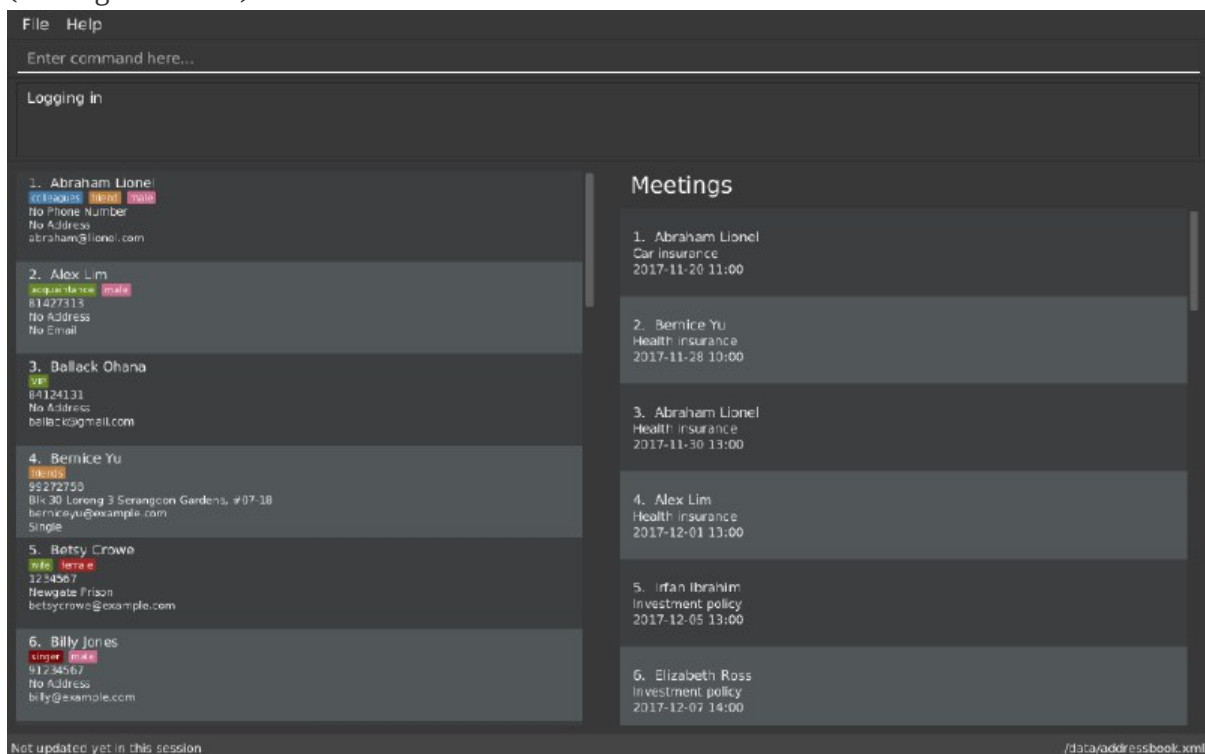 File Help
Enter command here...
Logging in
1. Abraham Lionel
colleagues friend male
No Phone Number
No Address
abraham@lionel.com
2. Alex Lim
acquaintance male
81427313
No Address
No Email
3. Ballack Ohana
VIP
84124131
No Address
ballack@gmail.com
4. Bernice Yu
friends
99272758
Blk 30 Lorong 3 Serangoon Gardens, #07-18
berniceyu@example.com
Single
5. Betsy Crowe
wife female
1234567
Newgate Prison
betsycrowe@example.com
6. Billy Jones
singer male
91234567
No Address
billy@example.com
Meetings
1. Abraham Lionel
Car insurance
2017-11-20 11:00
2. Bernice Yu
Health insurance
2017-11-28 10:00
3. Abraham Lionel
Health insurance
2017-11-30 13:00
4. Alex Lim
Health insurance
2017-12-01 13:00
5. Irfan Ibrahim
Investment policy
2017-12-05 13:00
6. Elizabeth Ross
Investment policy
2017-12-07 14:00
Not updated yet in this session
/data/addressbook.xml